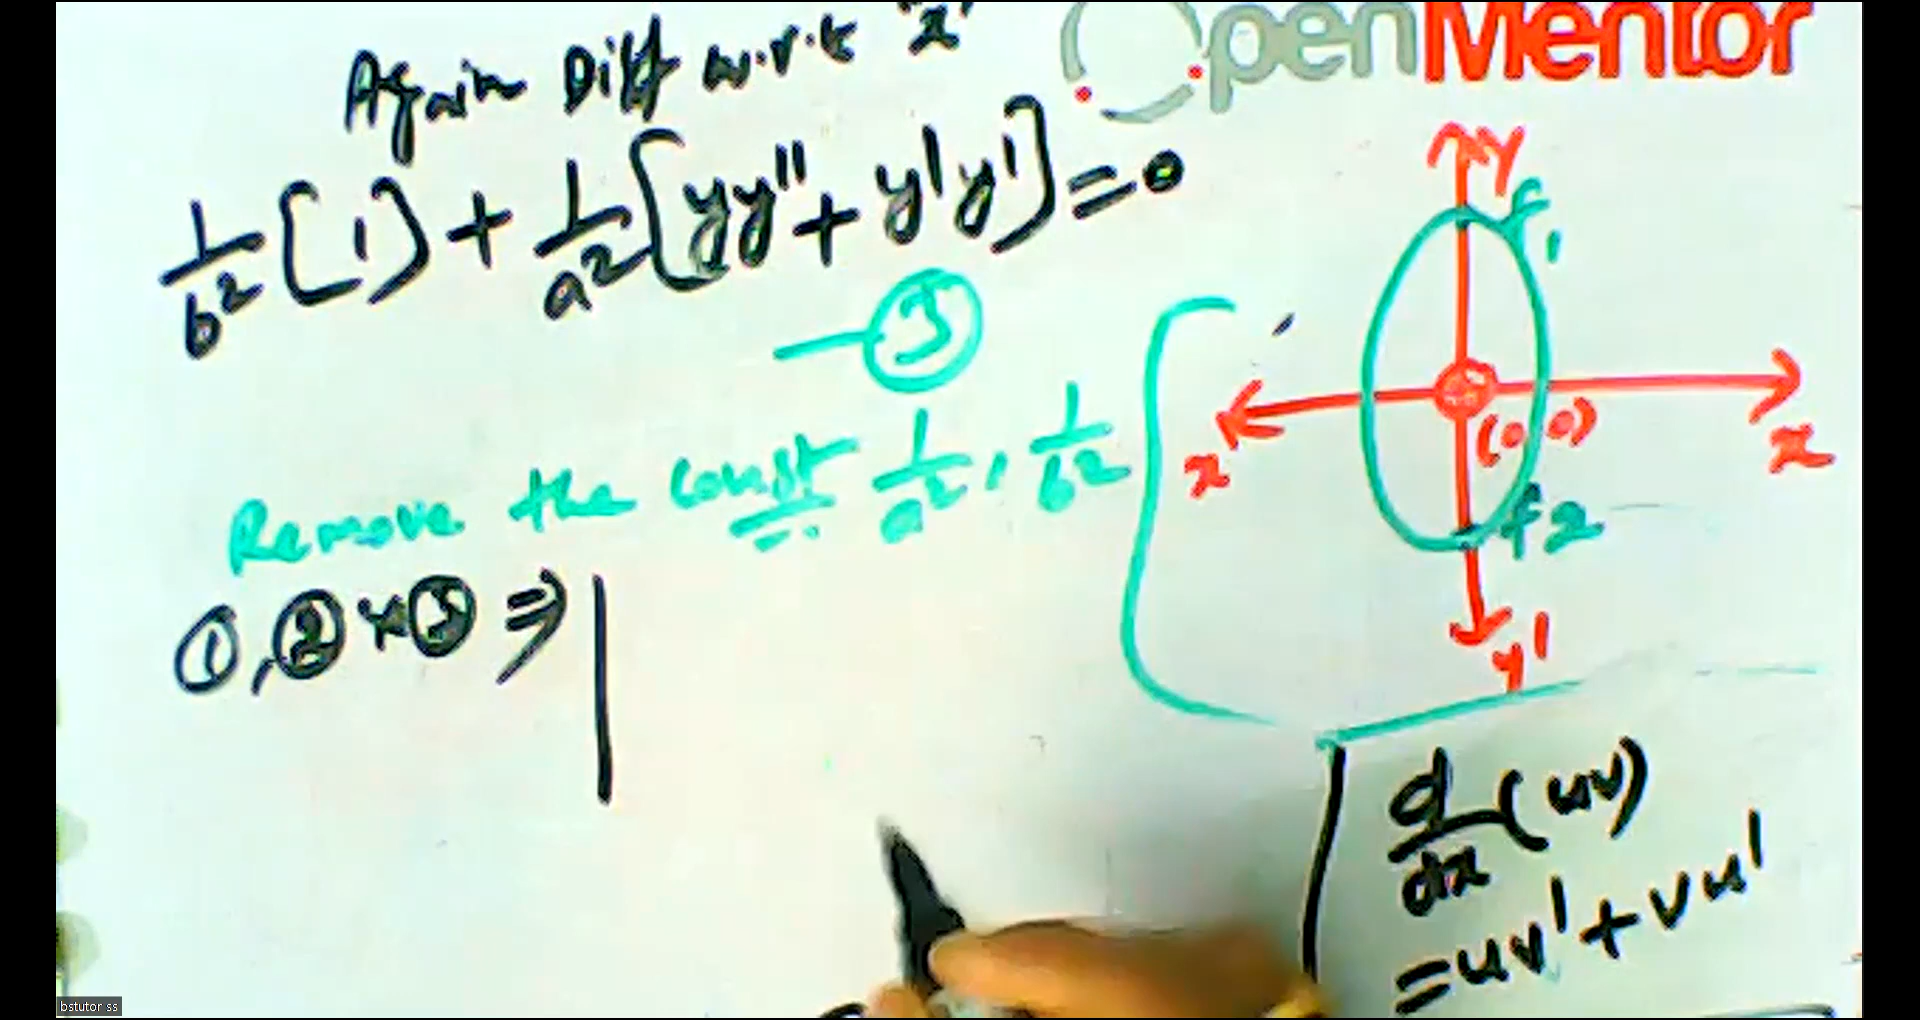 Again Diff w.r.t 'x'
OpenMentor
1/b² [1] + 1/a² [yy'' + y'y'] = 0
— ③
Remove the const 1/a², 1/b²
①, ② × ③ ⇒
y
f1
x
(0,0)
x
f2
y'
d/dx (uv)
= uv' + vu'
bstutor ss